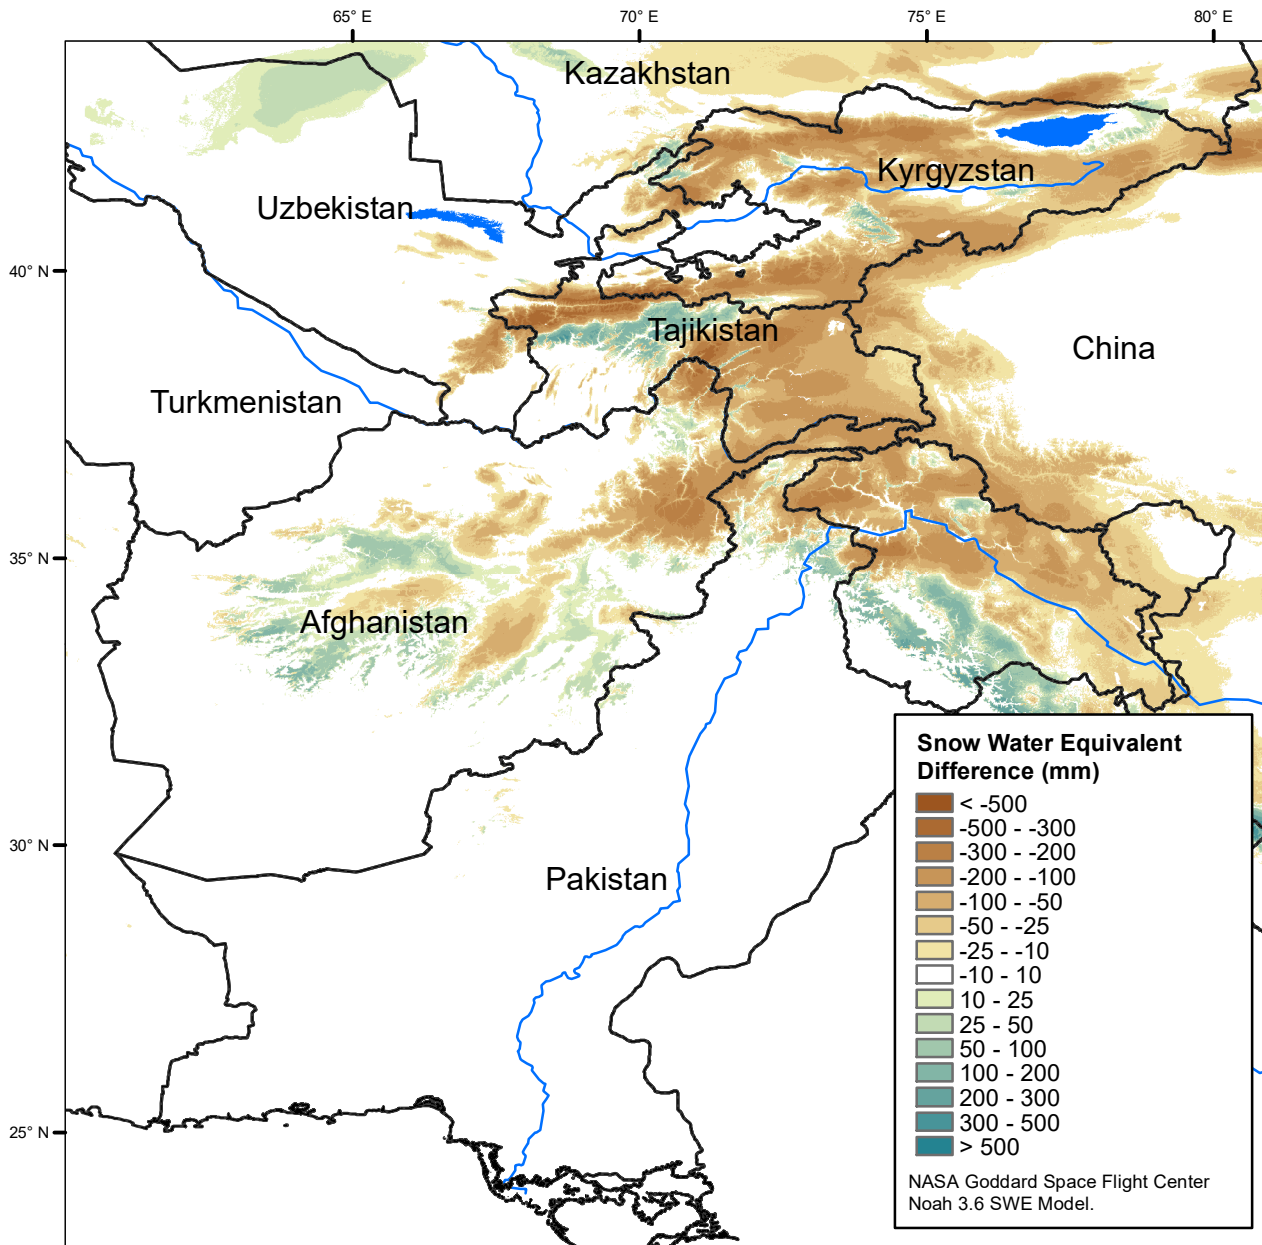 65° E
70° E
75° E
80° E
Kazakhstan
Kyrgyzstan
Uzbekistan
40° N
Tajikistan
China
Turkmenistan
35° N
Afghanistan
Snow Water Equivalent
Difference (mm)
< -500
-500 - -300
-300 - -200
-200 - -100
-100 - -50
-50 - -25
-25 - -10
-10 - 10
10 - 25
25 - 50
50 - 100
100 - 200
200 - 300
300 - 500
> 500
30° N
Pakistan
25° N
NASA Goddard Space Flight Center
Noah 3.6 SWE Model.